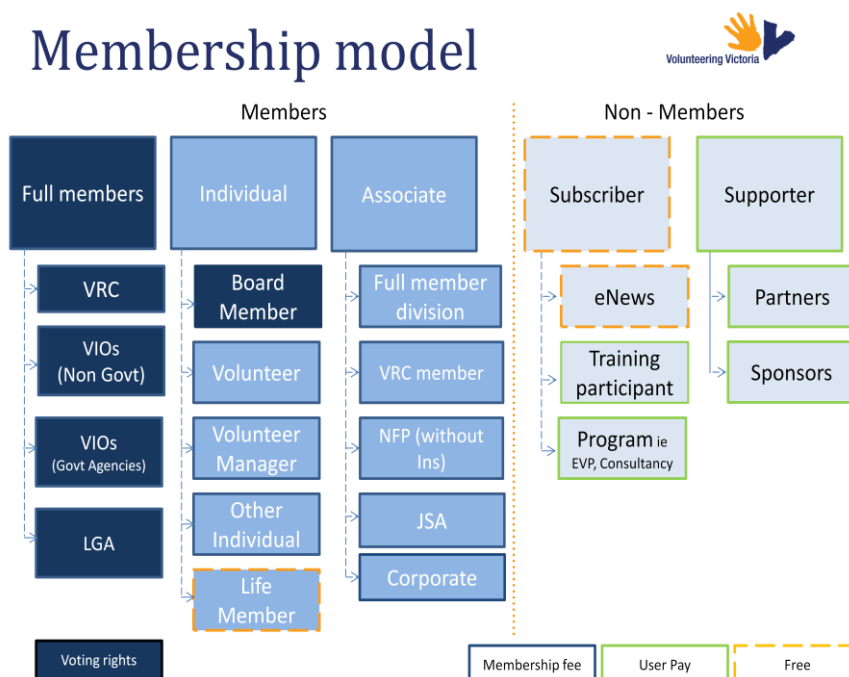 Membership model
Volunteering Victoria
Members
Non - Members
Full members
Individual
Associate
Subscriber
Supporter
VRC
VIOs
(Non Govt)
VIOs
(Govt Agencies)
LGA
Board
Member
Volunteer
Volunteer
Manager
Other
Individual
Life
Member
Full member
division
VRC member
NFP (without
Ins)
JSA
Corporate
eNews
Training
participant
Program ie
EVP, Consultancy
Partners
Sponsors
Voting rights
Membership fee
User Pay
Free